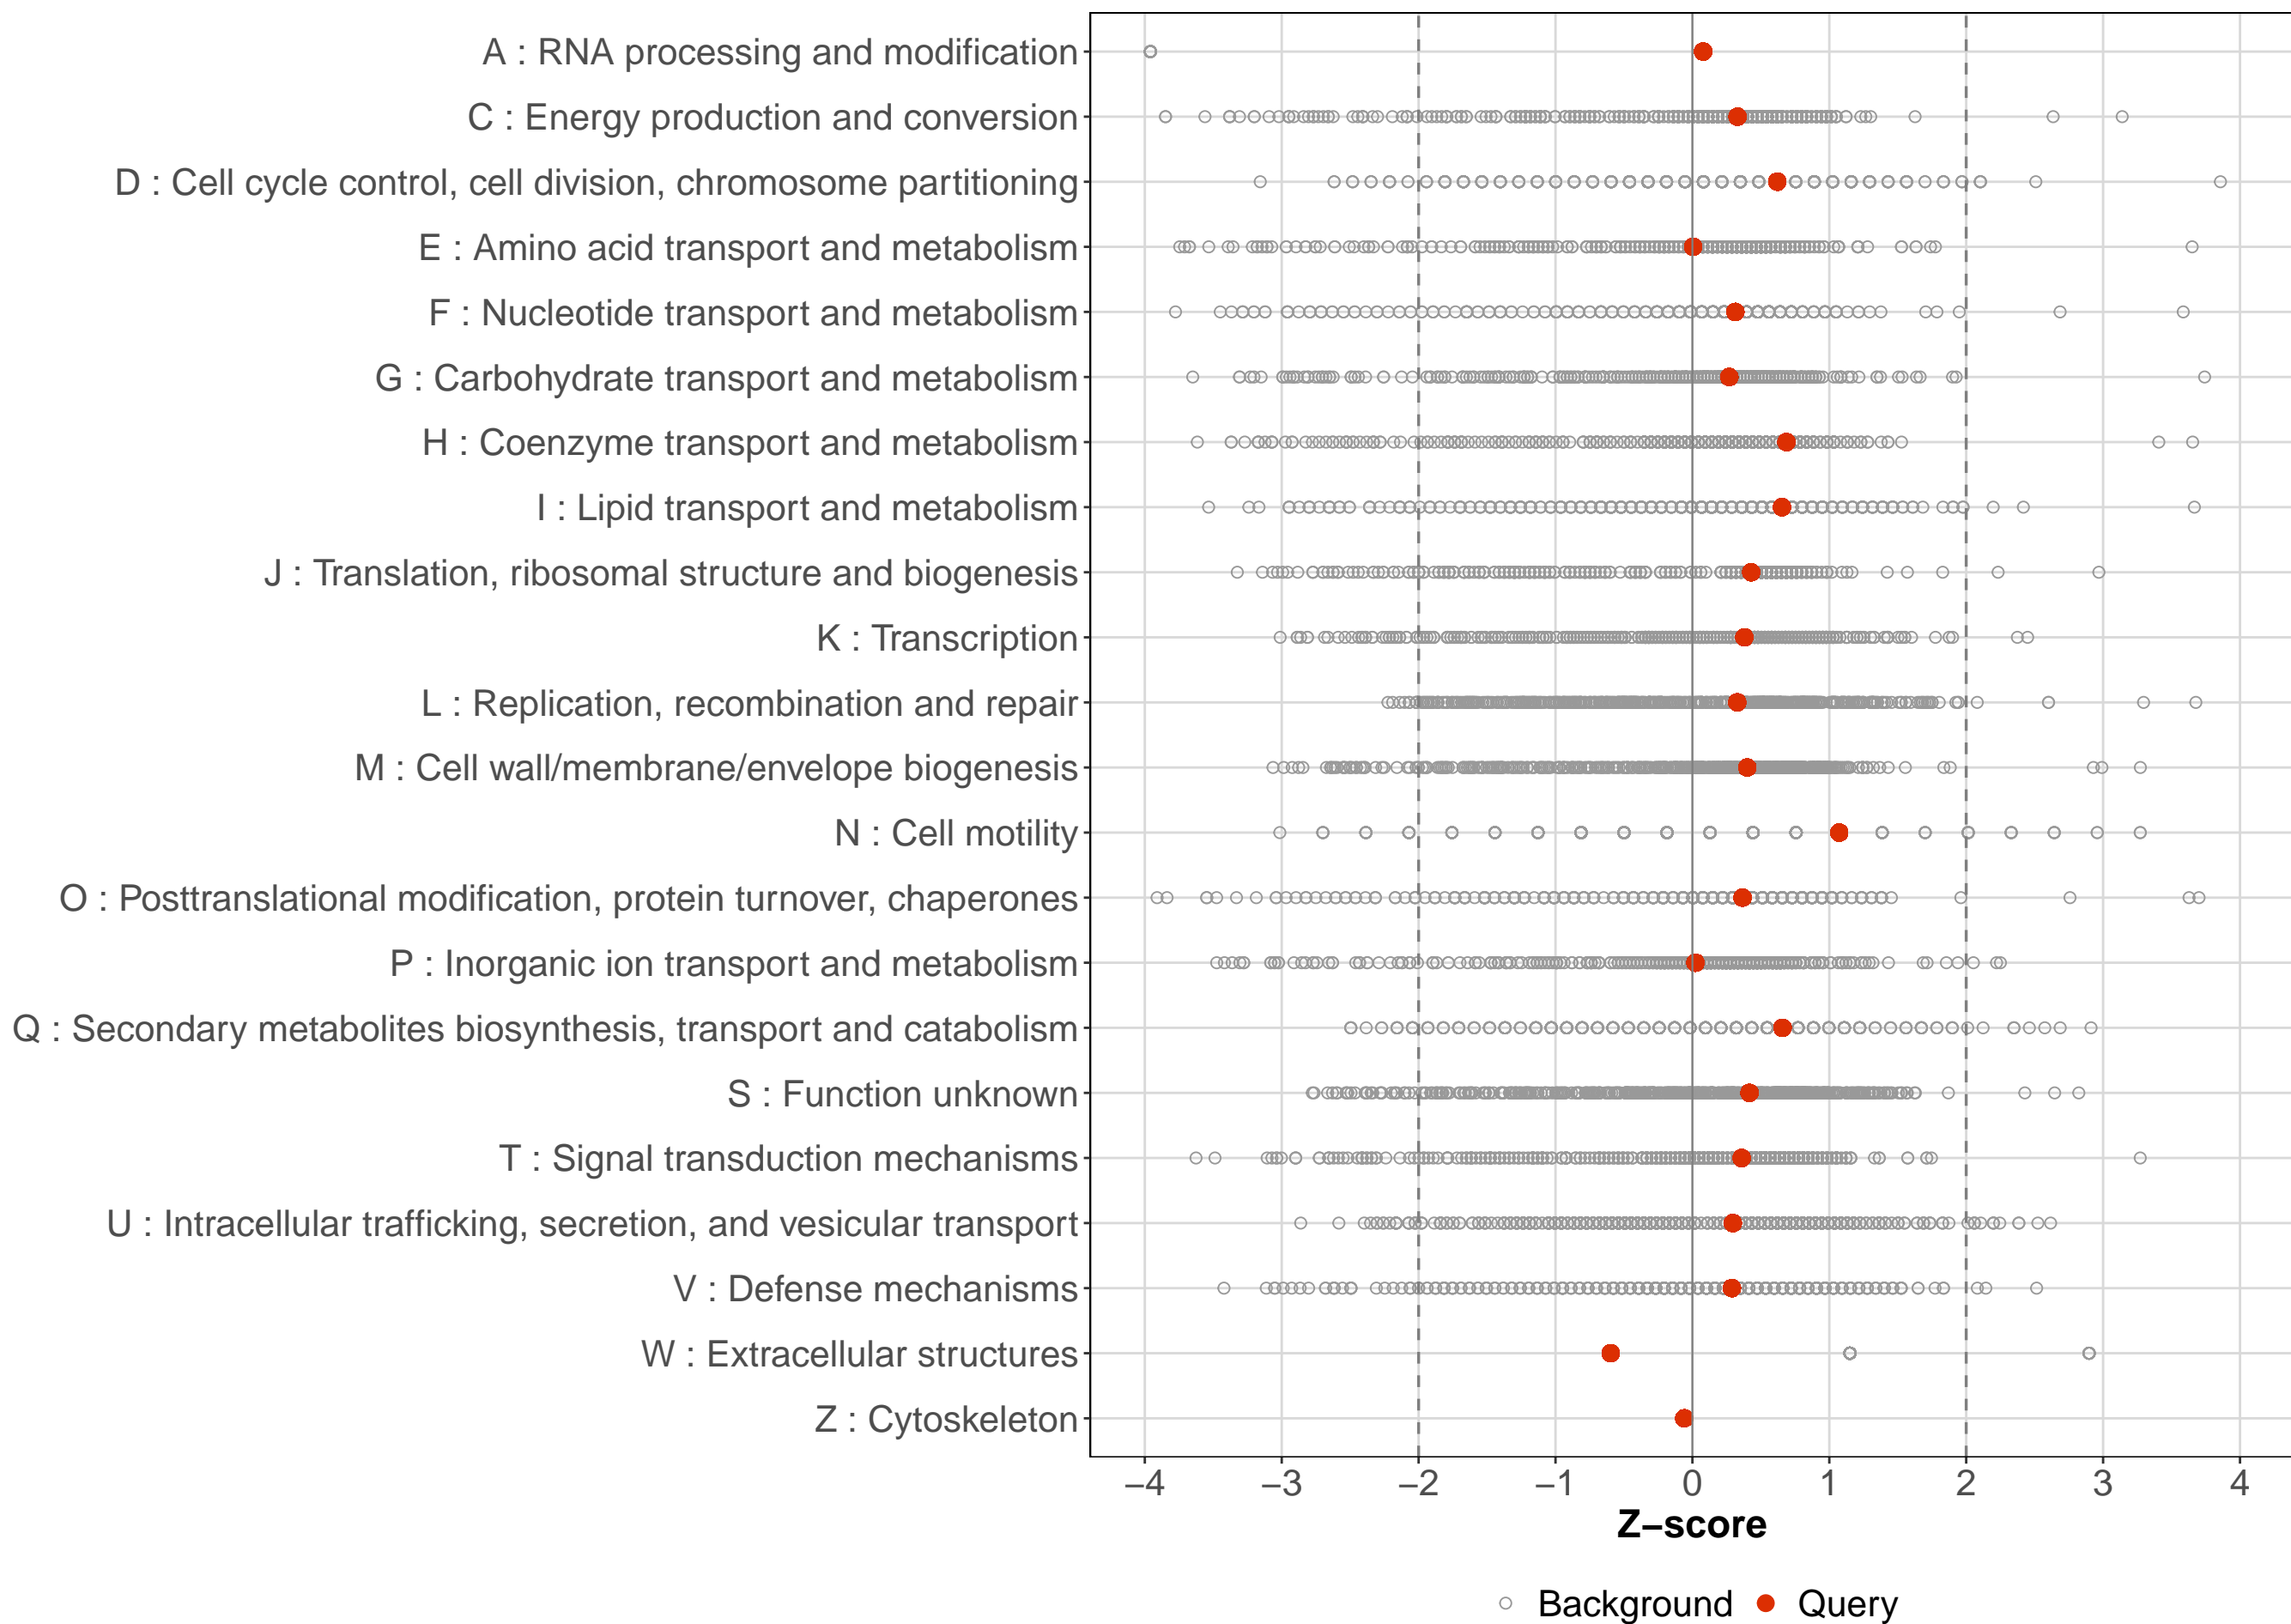 A : RNA processing and modification
C : Energy production and conversion
D : Cell cycle control, cell division, chromosome partitioning
E : Amino acid transport and metabolism
F : Nucleotide transport and metabolism
G : Carbohydrate transport and metabolism
H : Coenzyme transport and metabolism
I : Lipid transport and metabolism
J : Translation, ribosomal structure and biogenesis
K : Transcription
L : Replication, recombination and repair
M : Cell wall/membrane/envelope biogenesis
N : Cell motility
O : Posttranslational modification, protein turnover, chaperones
P : Inorganic ion transport and metabolism
Q : Secondary metabolites biosynthesis, transport and catabolism
S : Function unknown
T : Signal transduction mechanisms
U : Intracellular trafficking, secretion, and vesicular transport
V : Defense mechanisms
W : Extracellular structures
Z : Cytoskeleton
−4 −3 −2 −1 0 1 2 3 4
Z−score
Background Query